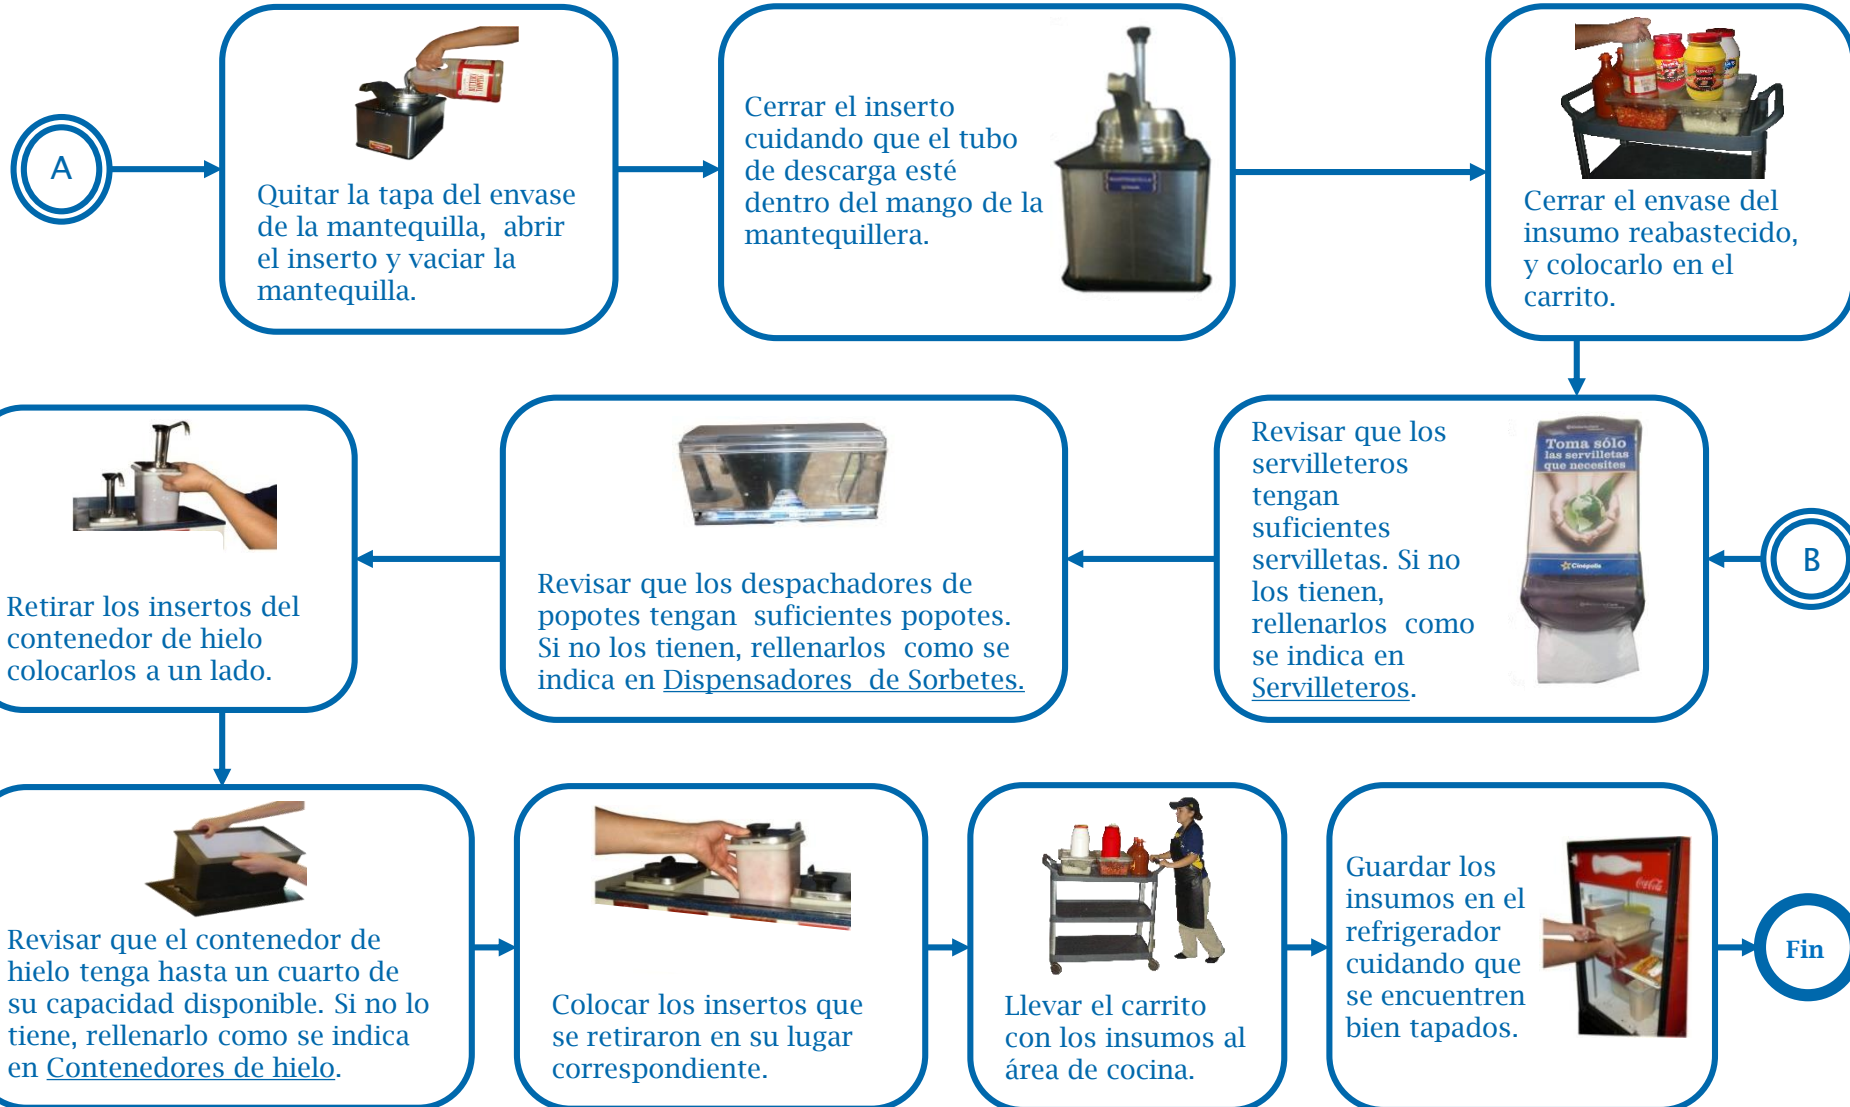 A
Quitar la tapa del envase
de la mantequilla,  abrir
el inserto y vaciar la
mantequilla.
Cerrar el inserto
cuidando que el tubo
de descarga esté
dentro del mango de la
mantequillera.
Cerrar el envase del
insumo reabastecido,
y colocarlo en el
carrito.
B
Revisar que los
servilleteros
tengan
suficientes
servilletas. Si no
los tienen,
rellenarlos  como
se indica en
Servilleteros.
Toma sólo
las servilletas
que necesites
Cinépolis
Revisar que los despachadores de
popotes tengan  suficientes popotes.
Si no los tienen, rellenarlos  como se
indica en Dispensadores  de Sorbetes.
Retirar los insertos del
contenedor de hielo
colocarlos a un lado.
Revisar que el contenedor de
hielo tenga hasta un cuarto de
su capacidad disponible. Si no lo
tiene, rellenarlo como se indica
en Contenedores de hielo.
Colocar los insertos que
se retiraron en su lugar
correspondiente.
Llevar el carrito
con los insumos al
área de cocina.
Guardar los
insumos en el
refrigerador
cuidando que
se encuentren
bien tapados.
Coca-Cola
Fin